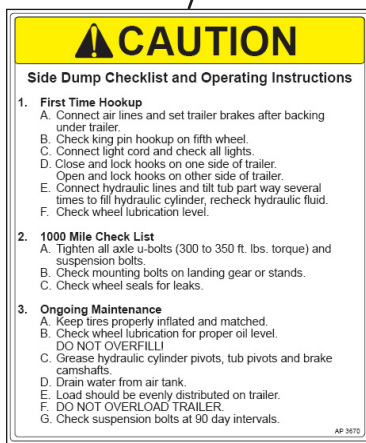 CAUTION
Side Dump Checklist and Operating Instructions
1. First Time Hookup
A. Connect air lines and set trailer brakes after backing
under trailer.
B. Check king pin hookup on fifth wheel.
C. Connect light cord and check all lights.
D. Close and lock hooks on one side of trailer.
Open and lock hooks on other side of trailer.
E. Connect hydraulic lines and tilt tub part way several
times to fill hydraulic cylinder, recheck hydraulic fluid.
F. Check wheel lubrication level.
2. 1000 Mile Check List
A. Tighten all axle u-bolts (300 to 350 ft. lbs. torque) and
suspension bolts.
B. Check mounting bolts on landing gear or stands.
C. Check wheel seals for leaks.
3. Ongoing Maintenance
A. Keep tires properly inflated and matched.
B. Check wheel lubrication for proper oil level.
DO NOT OVERFILL!
C. Grease hydraulic cylinder pivots, tub pivots and brake
camshafts.
D. Drain water from air tank.
E. Load should be evenly distributed on trailer.
F. DO NOT OVERLOAD TRAILER.
G. Check suspension bolts at 90 day intervals.
AP 3670